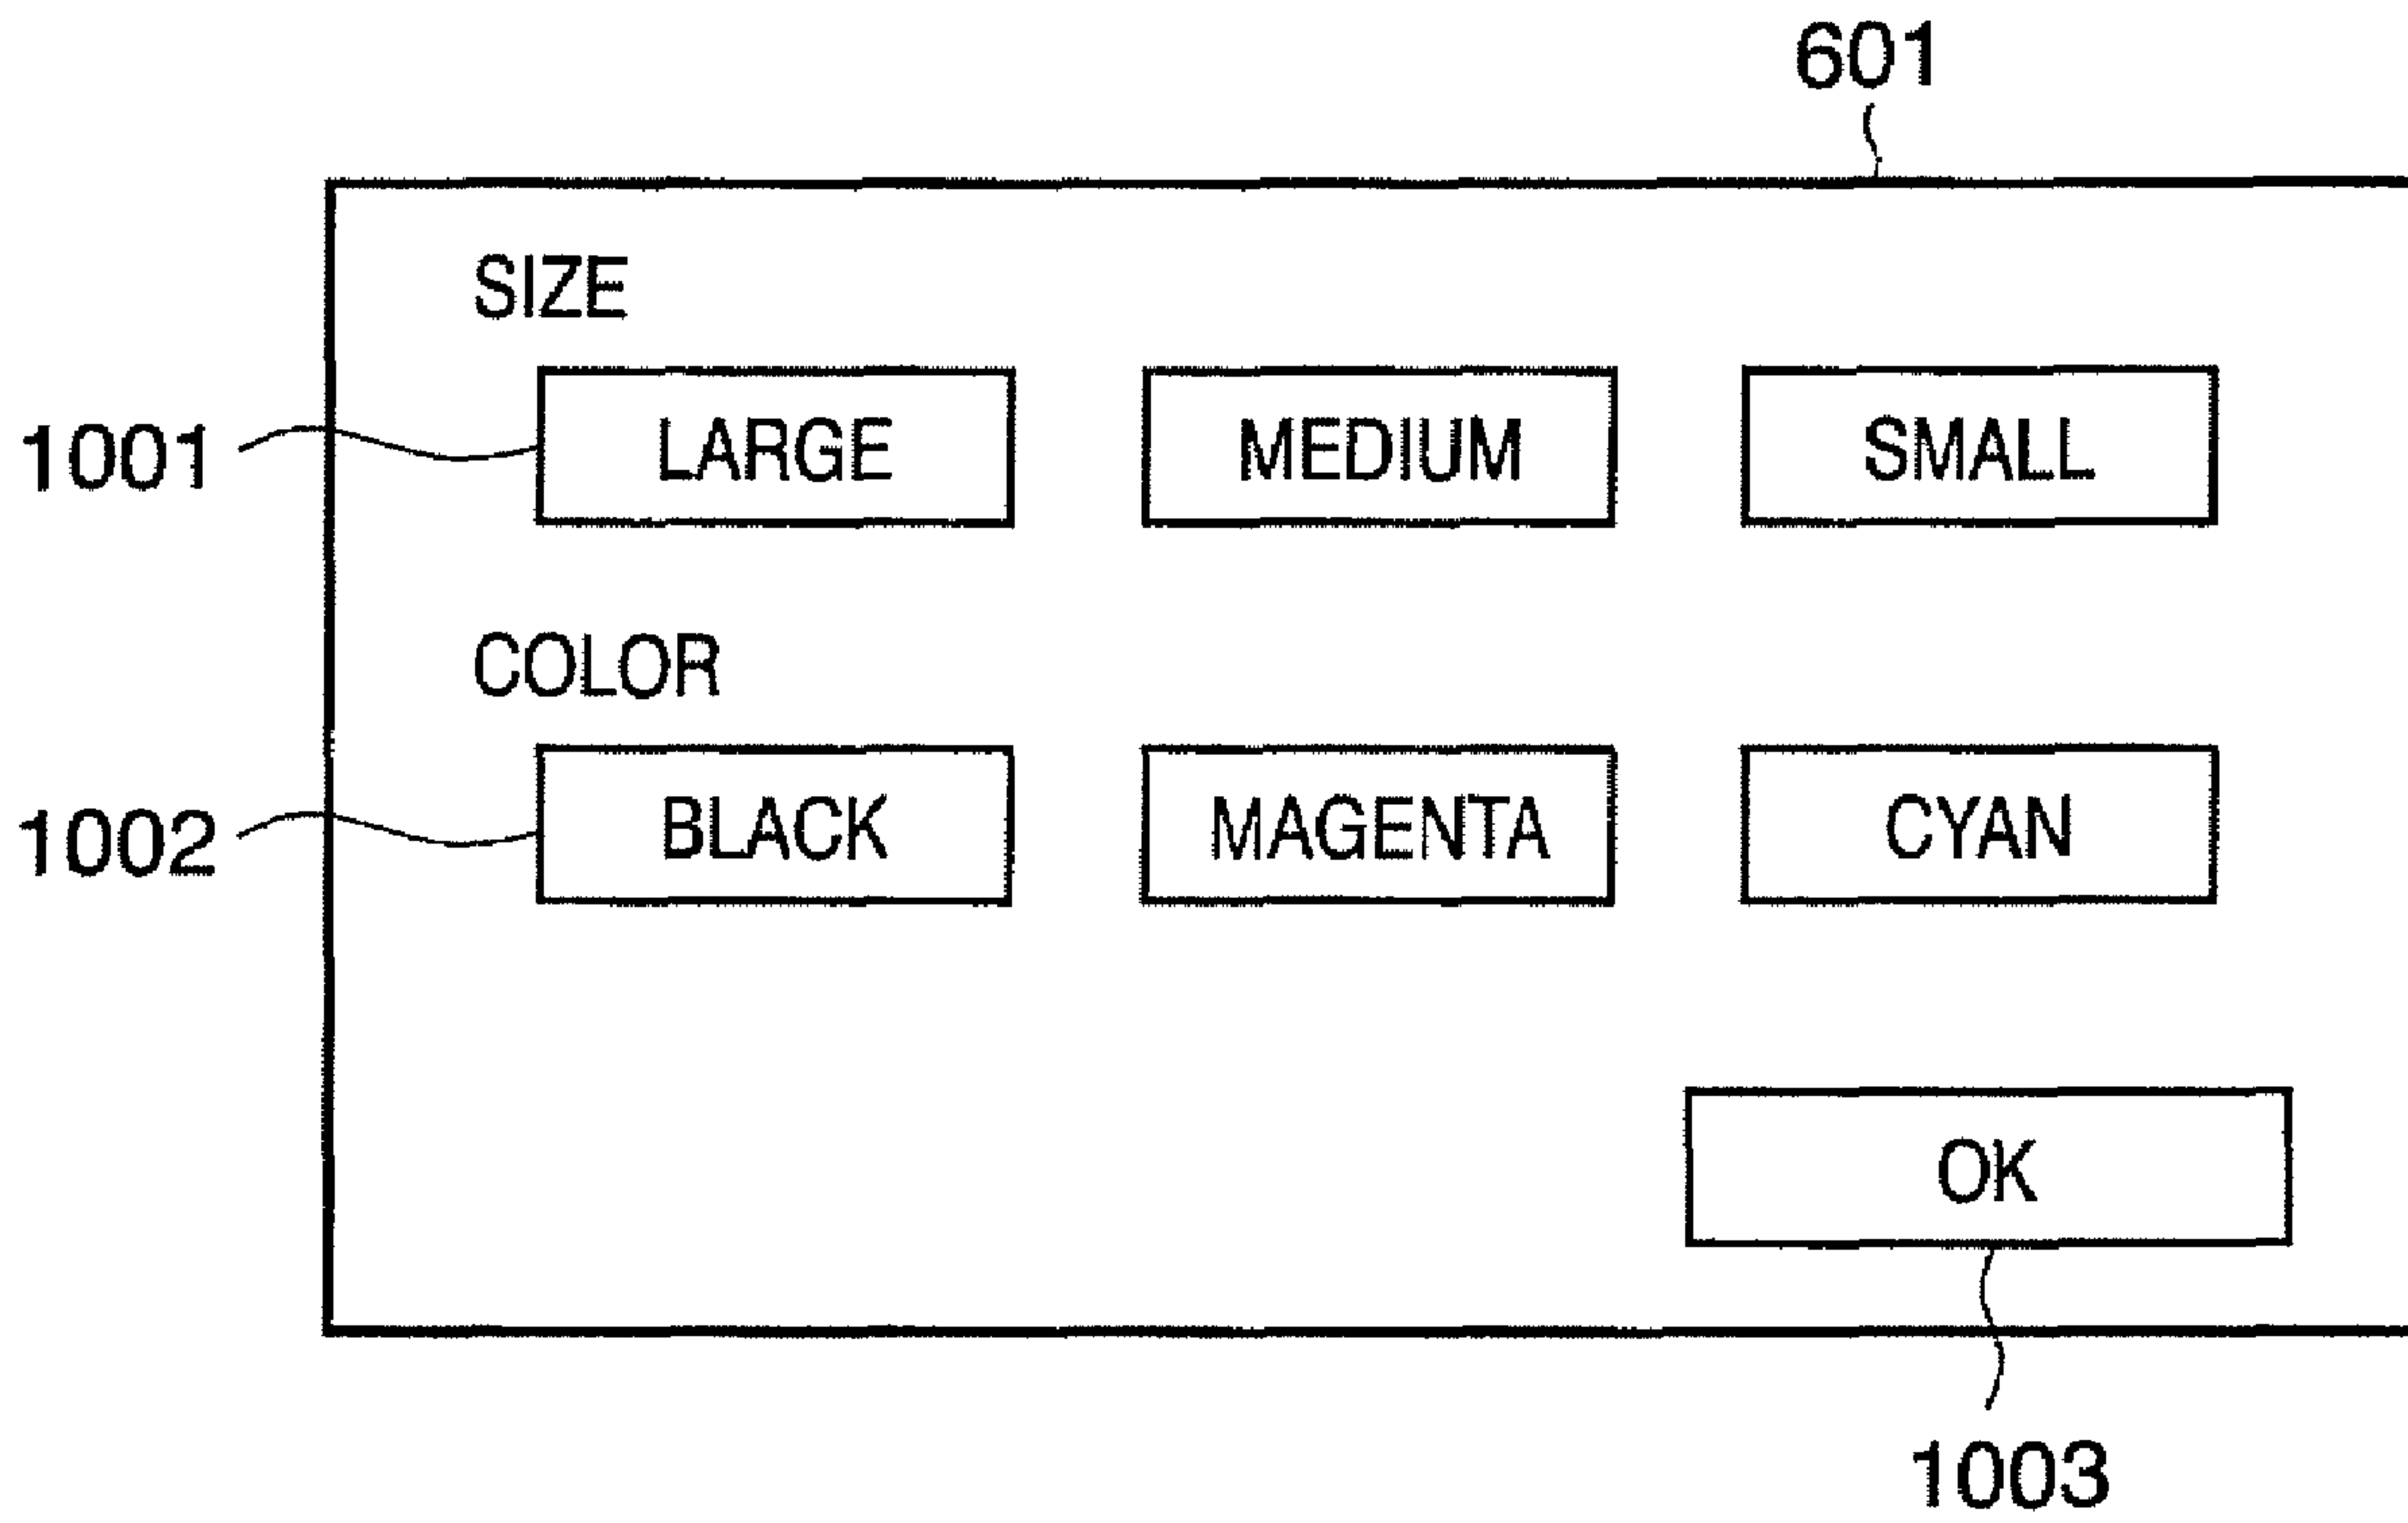 601
SIZE
1001 LARGE MEDIUM SMALL
COLOR
1002 BLACK MAGENTA CYAN
OK
1003